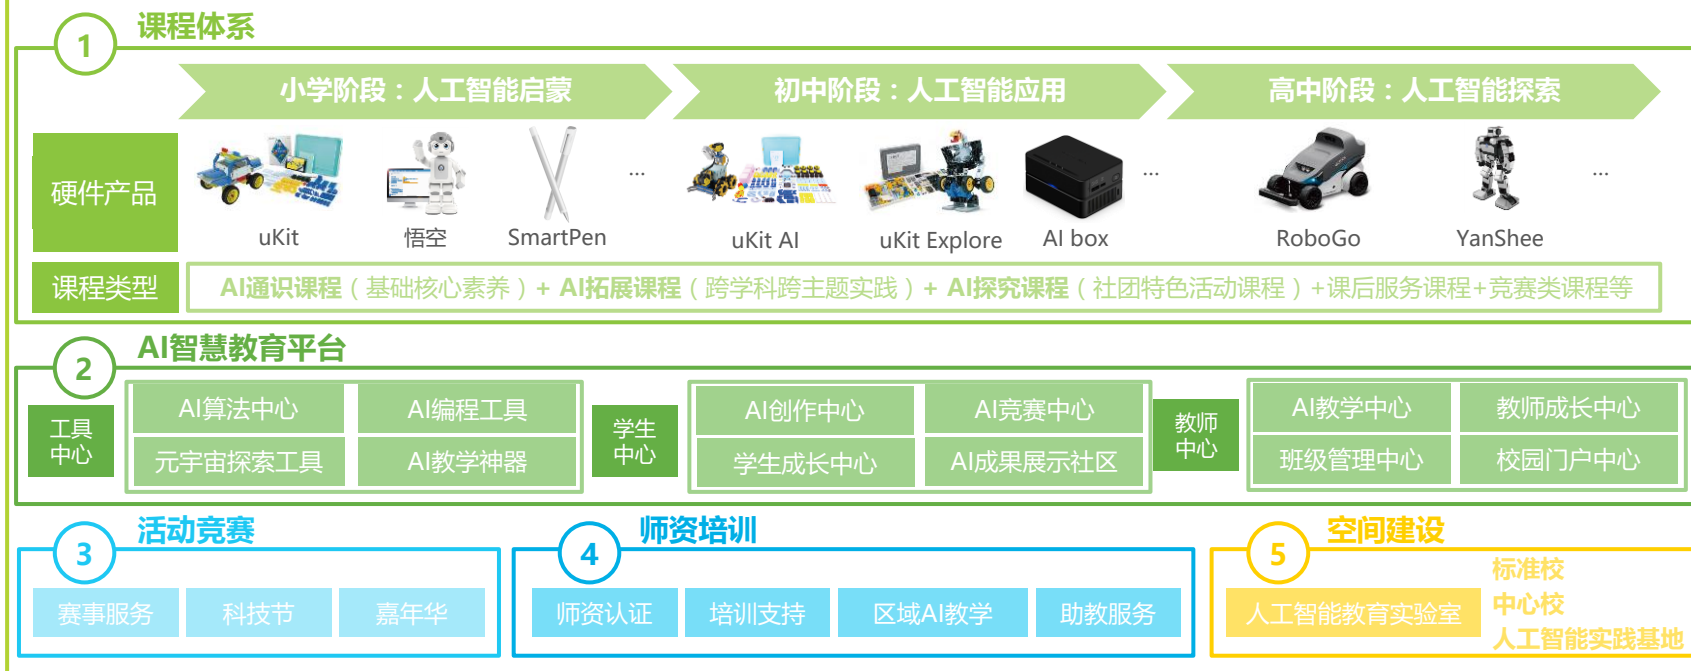 1
课程体系
小学阶段：人工智能启蒙
初中阶段：人工智能应用
高中阶段：人工智能探索
硬件产品
uKit
悟空
SmartPen
...
uKit AI
uKit Explore
AI box
...
RoboGo
YanShee
...
课程类型
AI通识课程（基础核心素养）+ AI拓展课程（跨学科跨主题实践）+ AI探究课程（社团特色活动课程）+课后服务课程+竞赛类课程等
2
AI智慧教育平台
工具
中心
AI算法中心
AI编程工具
元宇宙探索工具
AI教学神器
学生
中心
AI创作中心
AI竞赛中心
学生成长中心
AI成果展示社区
教师
中心
AI教学中心
教师成长中心
班级管理中心
校园门户中心
3
活动竞赛
赛事服务
科技节
嘉年华
4
师资培训
师资认证
培训支持
区域AI教学
助教服务
5
空间建设
人工智能教育实验室
标准校
中心校
人工智能实践基地